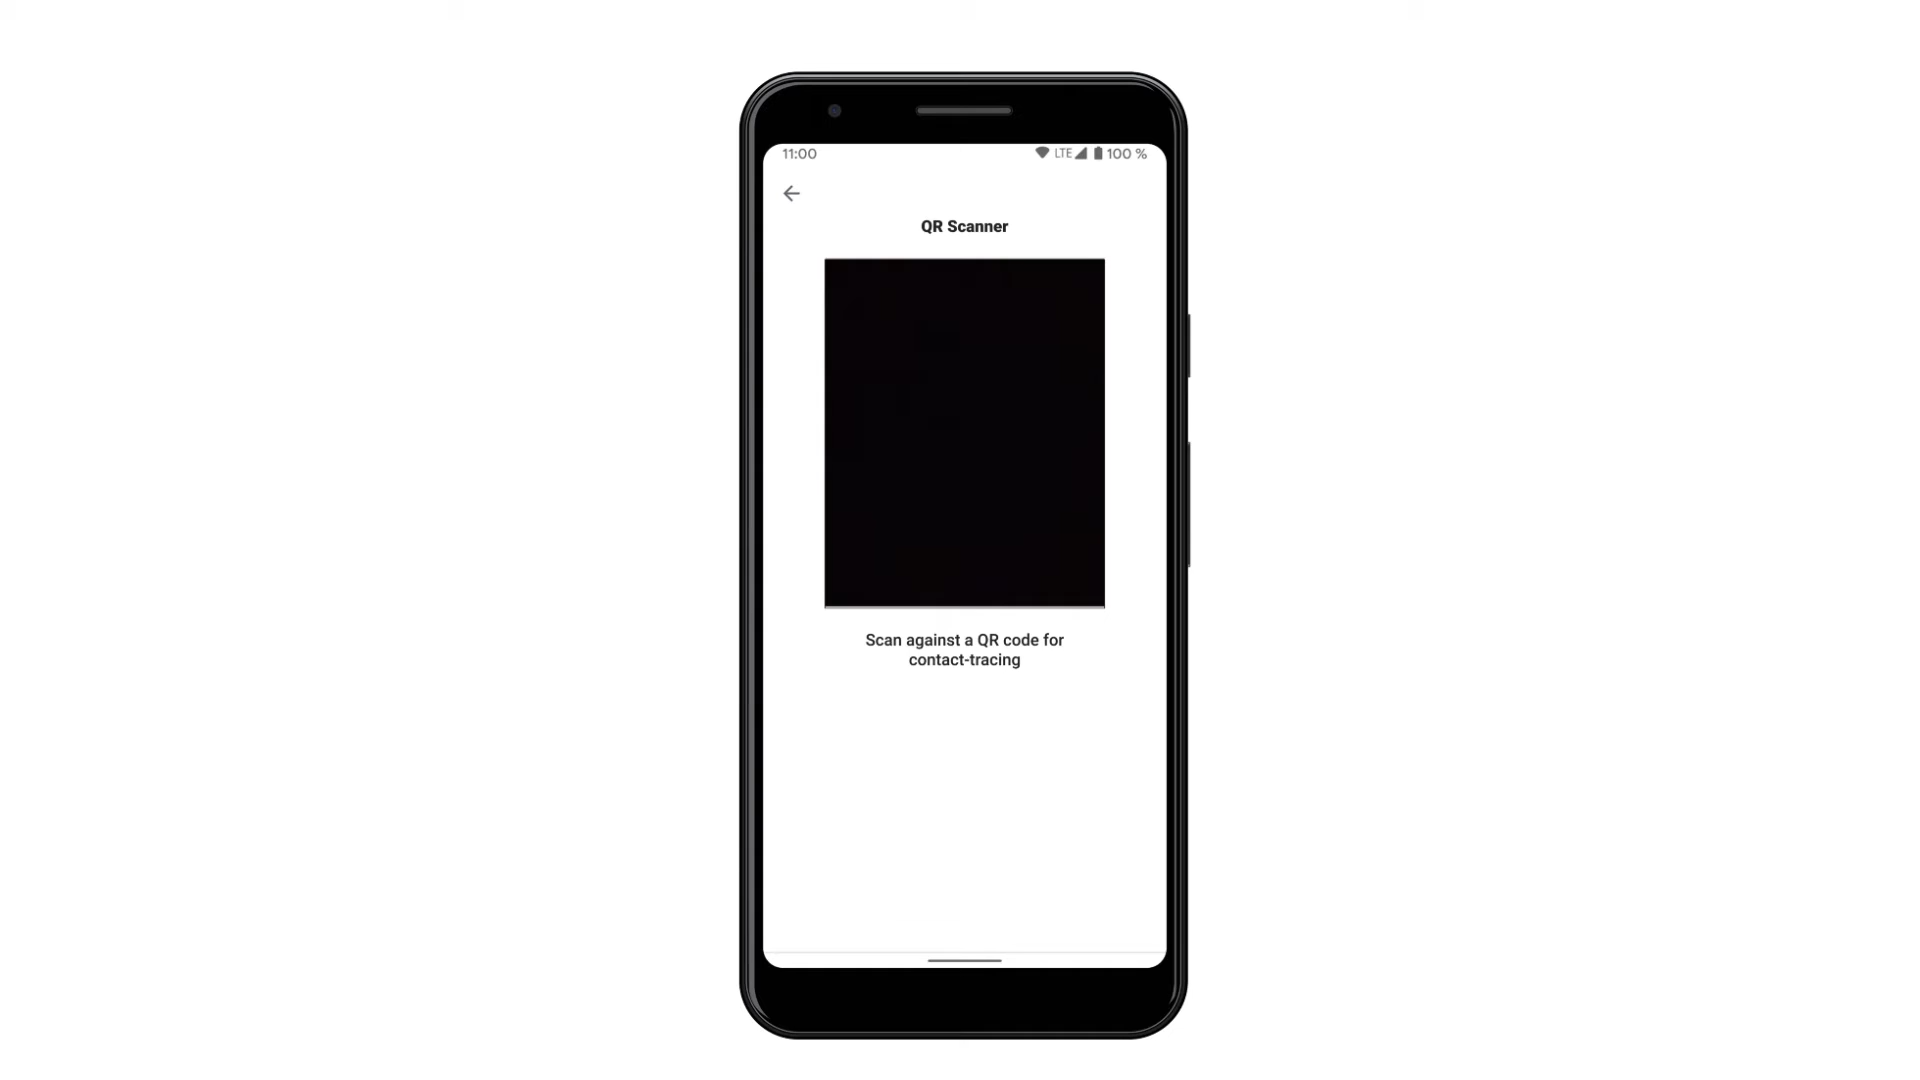 11:00 LTE 100 %
QR Scanner
Scan against a QR code for
contact-tracing